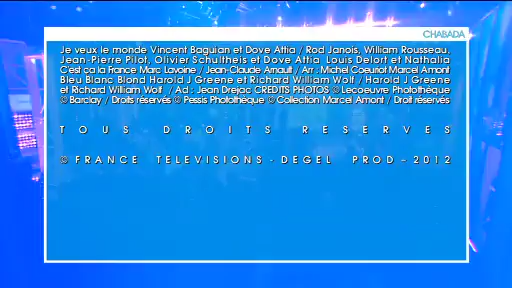 CHABADA
Je veux le monde Vincent Baguian et Dove Attia / Rod Janois, William Rousseau,
Jean-Pierre Pilot, Olivier Schultheis et Dove Attia Louis Delort et Nathalia
C'est ça la France Marc Lavoine / Jean-Claude Arnault / Arr : Michel Coeuriot Marcel Amont
Bleu Blanc Blond Harold J Greene et Richard William Wolf / Harold J Greene
et Richard William Wolf / Ad : Jean Drejac CREDITS PHOTOS © Lecoeuvre Photothèque
© Barclay / Droits réservés © Pessis Photothèque © Collection Marcel Amont / Droit réservés
TOUS DROITS RESERVES
© FRANCE TELEVISIONS - DEGEL PROD - 2012